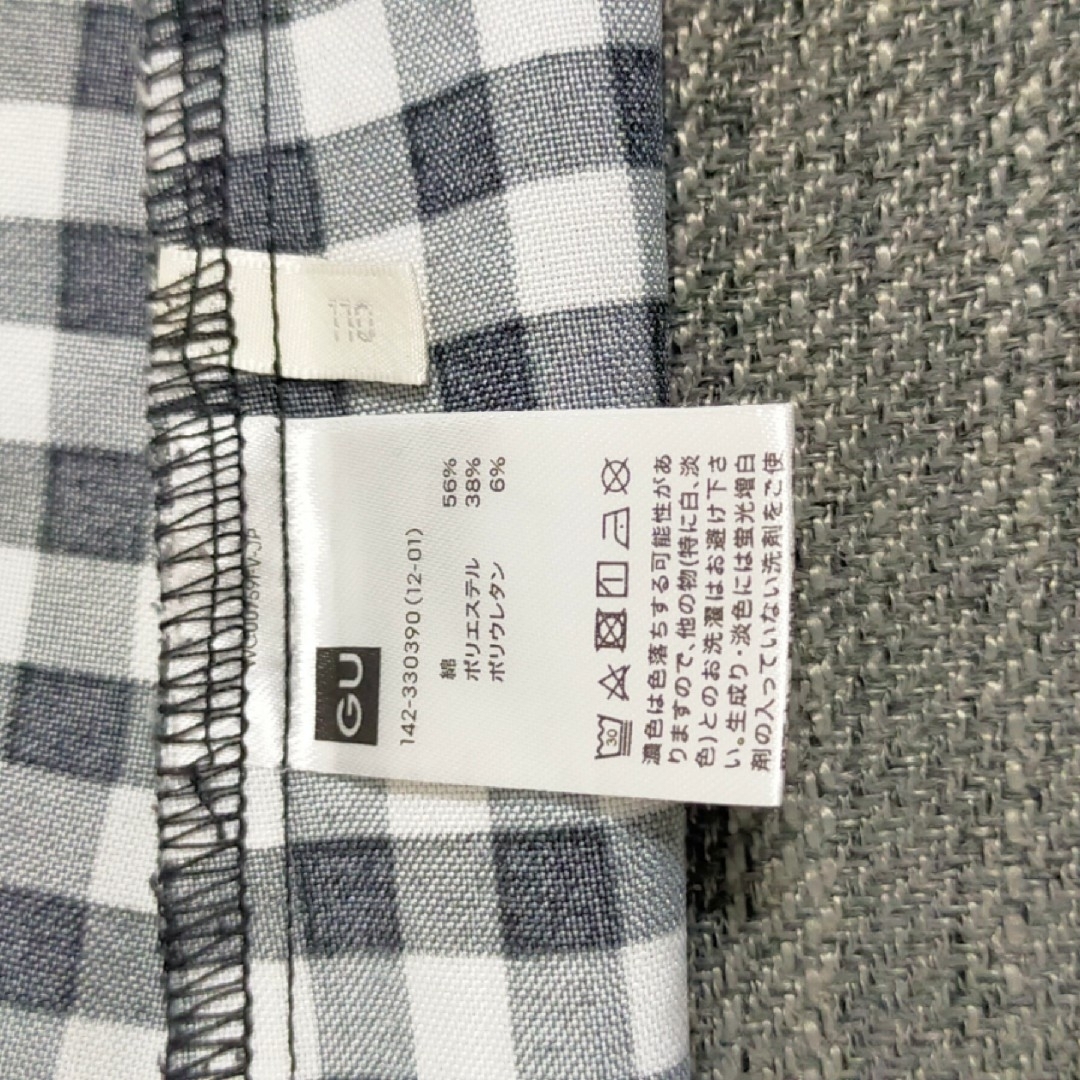 GU
142-330390 (12-01)
綿 56%
ポリエステル 38%
ポリウレタン 6%
30
濃色は色落ちする可能性があ
りますので、他の物(特に白、淡
色)とのお洗濯はお避け下さ
い。生成り・淡色には蛍光増白
剤の入っていない洗剤をご使